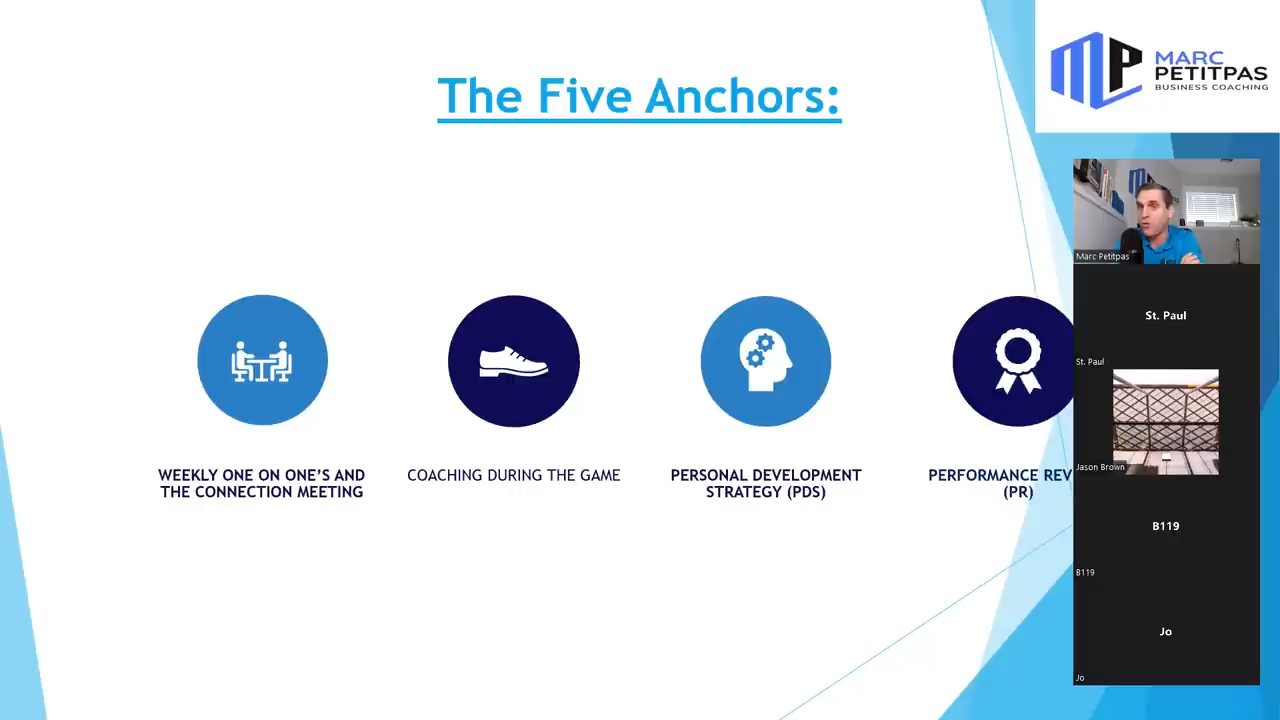 The Five Anchors:
MARC
PETITPAS
BUSINESS COACHING
WEEKLY ONE ON ONE'S AND
THE CONNECTION MEETING
COACHING DURING THE GAME
PERSONAL DEVELOPMENT
STRATEGY (PDS)
PERFORMANCE REV
(PR)
Marc Petitpas
St. Paul
St. Paul
Jason Brown
B119
B119
Jo
Jo